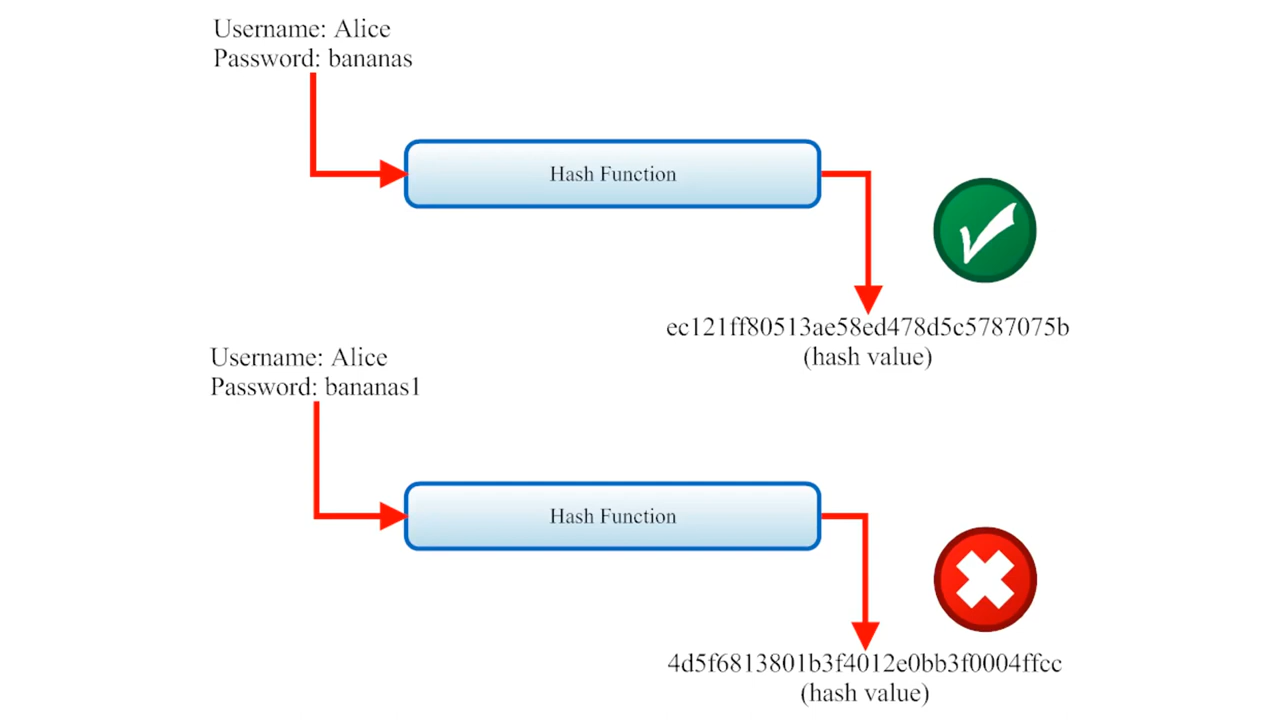 Username: Alice
Password: bananas
Hash Function
ec121ff80513ae58ed478d5c5787075b
(hash value)
Username: Alice
Password: bananas1
Hash Function
4d5f6813801b3f4012e0bb3f0004ffcc
(hash value)